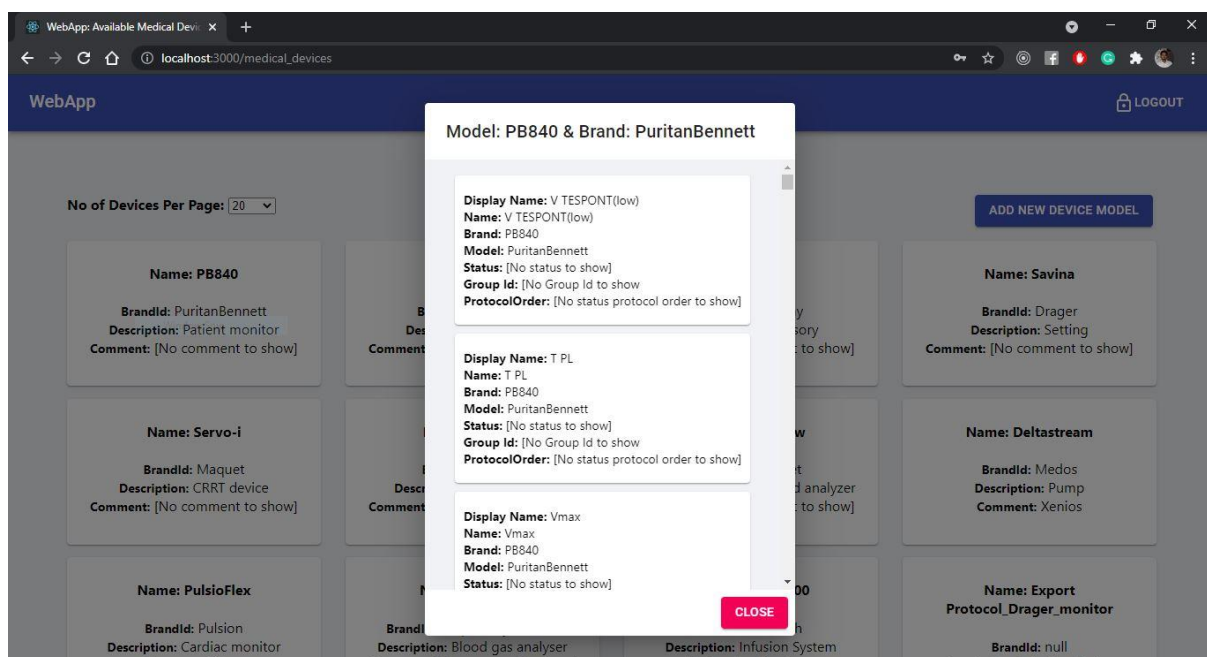 WebApp: Available Medical Devic
localhost:3000/medical_devices
WebApp
LOGOUT
Model: PB840 & Brand: PuritanBennett
No of Devices Per Page: 20
ADD NEW DEVICE MODEL
Display Name: V TESPONT(low)
Name: V TESPONT(low)
Brand: PB840
Model: PuritanBennett
Status: [No status to show]
Group Id: [No Group Id to show
ProtocolOrder: [No status protocol order to show]
Display Name: T PL
Name: T PL
Brand: PB840
Model: PuritanBennett
Status: [No status to show]
Group Id: [No Group Id to show
ProtocolOrder: [No status protocol order to show]
Display Name: Vmax
Name: Vmax
Brand: PB840
Model: PuritanBennett
Status: [No status to show]
CLOSE
Name: PB840
BrandId: PuritanBennett
Description: Patient monitor
Comment: [No comment to show]
Comment
to show]
Name: Savina
BrandId: Drager
Description: Setting
Comment: [No comment to show]
Name: Servo-i
BrandId: Maquet
Description: CRRT device
Comment: [No comment to show]
Comment
analyzer
to show]
Name: Deltastream
BrandId: Medos
Description: Pump
Comment: Xenios
Name: PulsioFlex
BrandId: Pulsion
Description: Cardiac monitor
Description: Blood gas analyser
Description: Infusion System
Name: Export
Protocol_Drager_monitor
BrandId: null